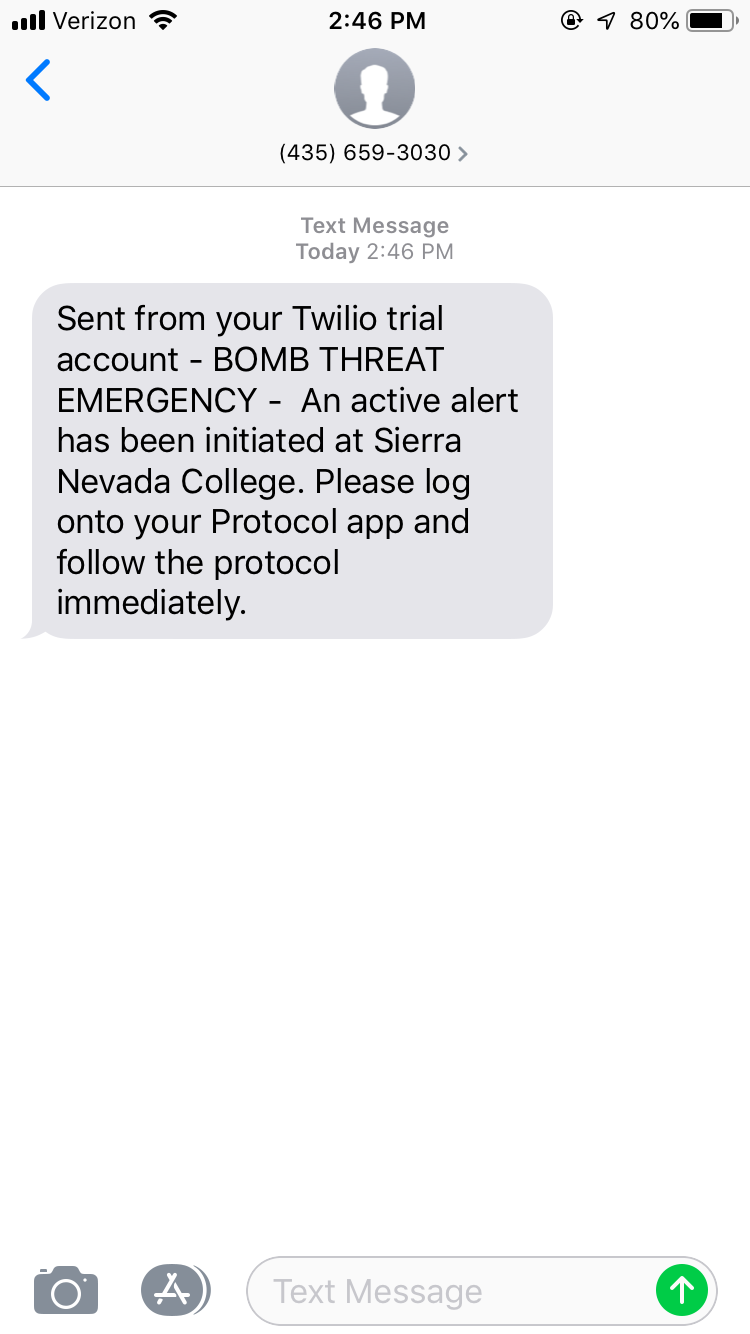 Verizon 2:46 PM 80%
(435) 659-3030
Text Message
Today 2:46 PM
Sent from your Twilio trial
account - BOMB THREAT
EMERGENCY -  An active alert
has been initiated at Sierra
Nevada College. Please log
onto your Protocol app and
follow the protocol
immediately.
Text Message